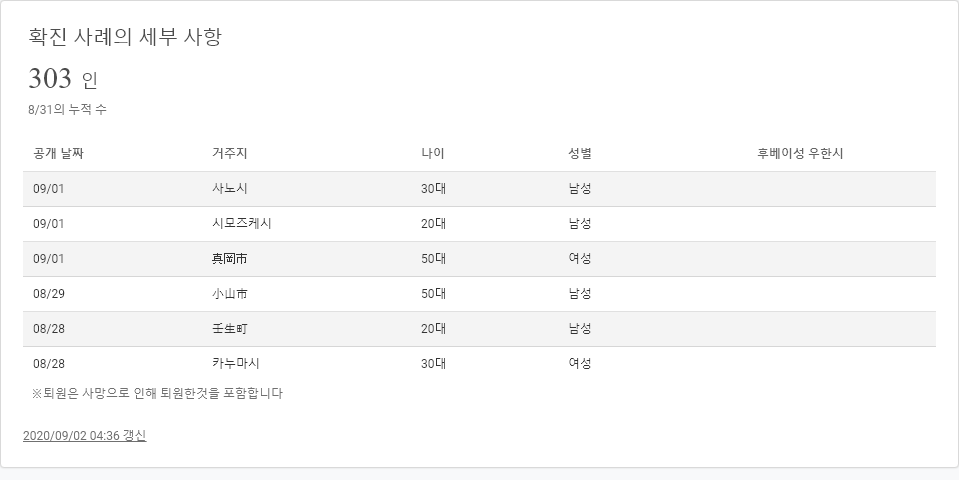 확진 사례의 세부 사항
303 인
8/31의 누적 수
공개 날짜 거주지 나이 성별 후베이성 우한시
09/01 사노시 30대 남성
09/01 시모즈케시 20대 남성
09/01 真岡市 50대 여성
08/29 小山市 50대 남성
08/28 壬生町 20대 남성
08/28 카누마시 30대 여성
※퇴원은 사망으로 인해 퇴원한것을 포함합니다
2020/09/02 04:36 갱신